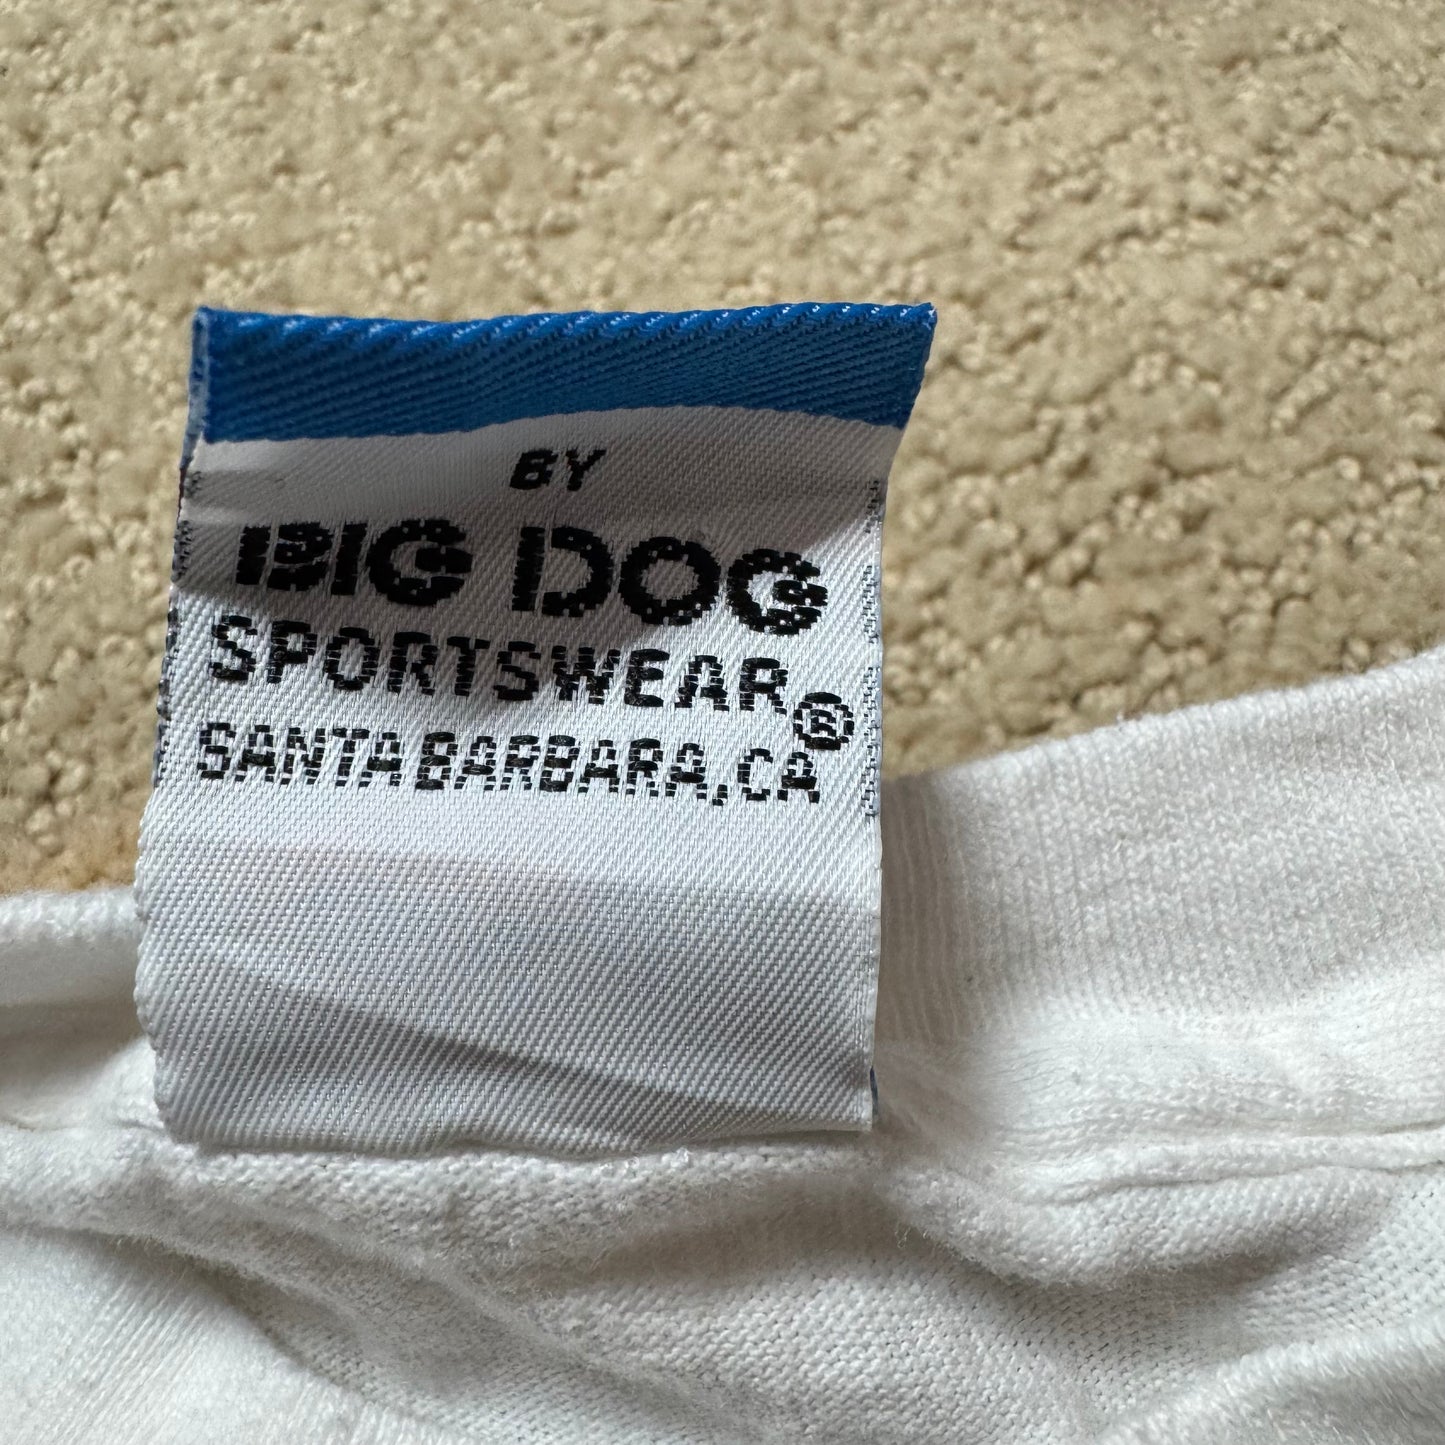 BY
BIG DOG
SPORTSWEAR®
SANTA BARBARA, CA